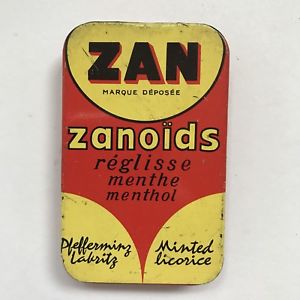 ZAN
MARQUE DÉPOSÉE
zanoïds
réglisse
menthe
menthol
Pfefferminz
Lakritz
Minted
licorice